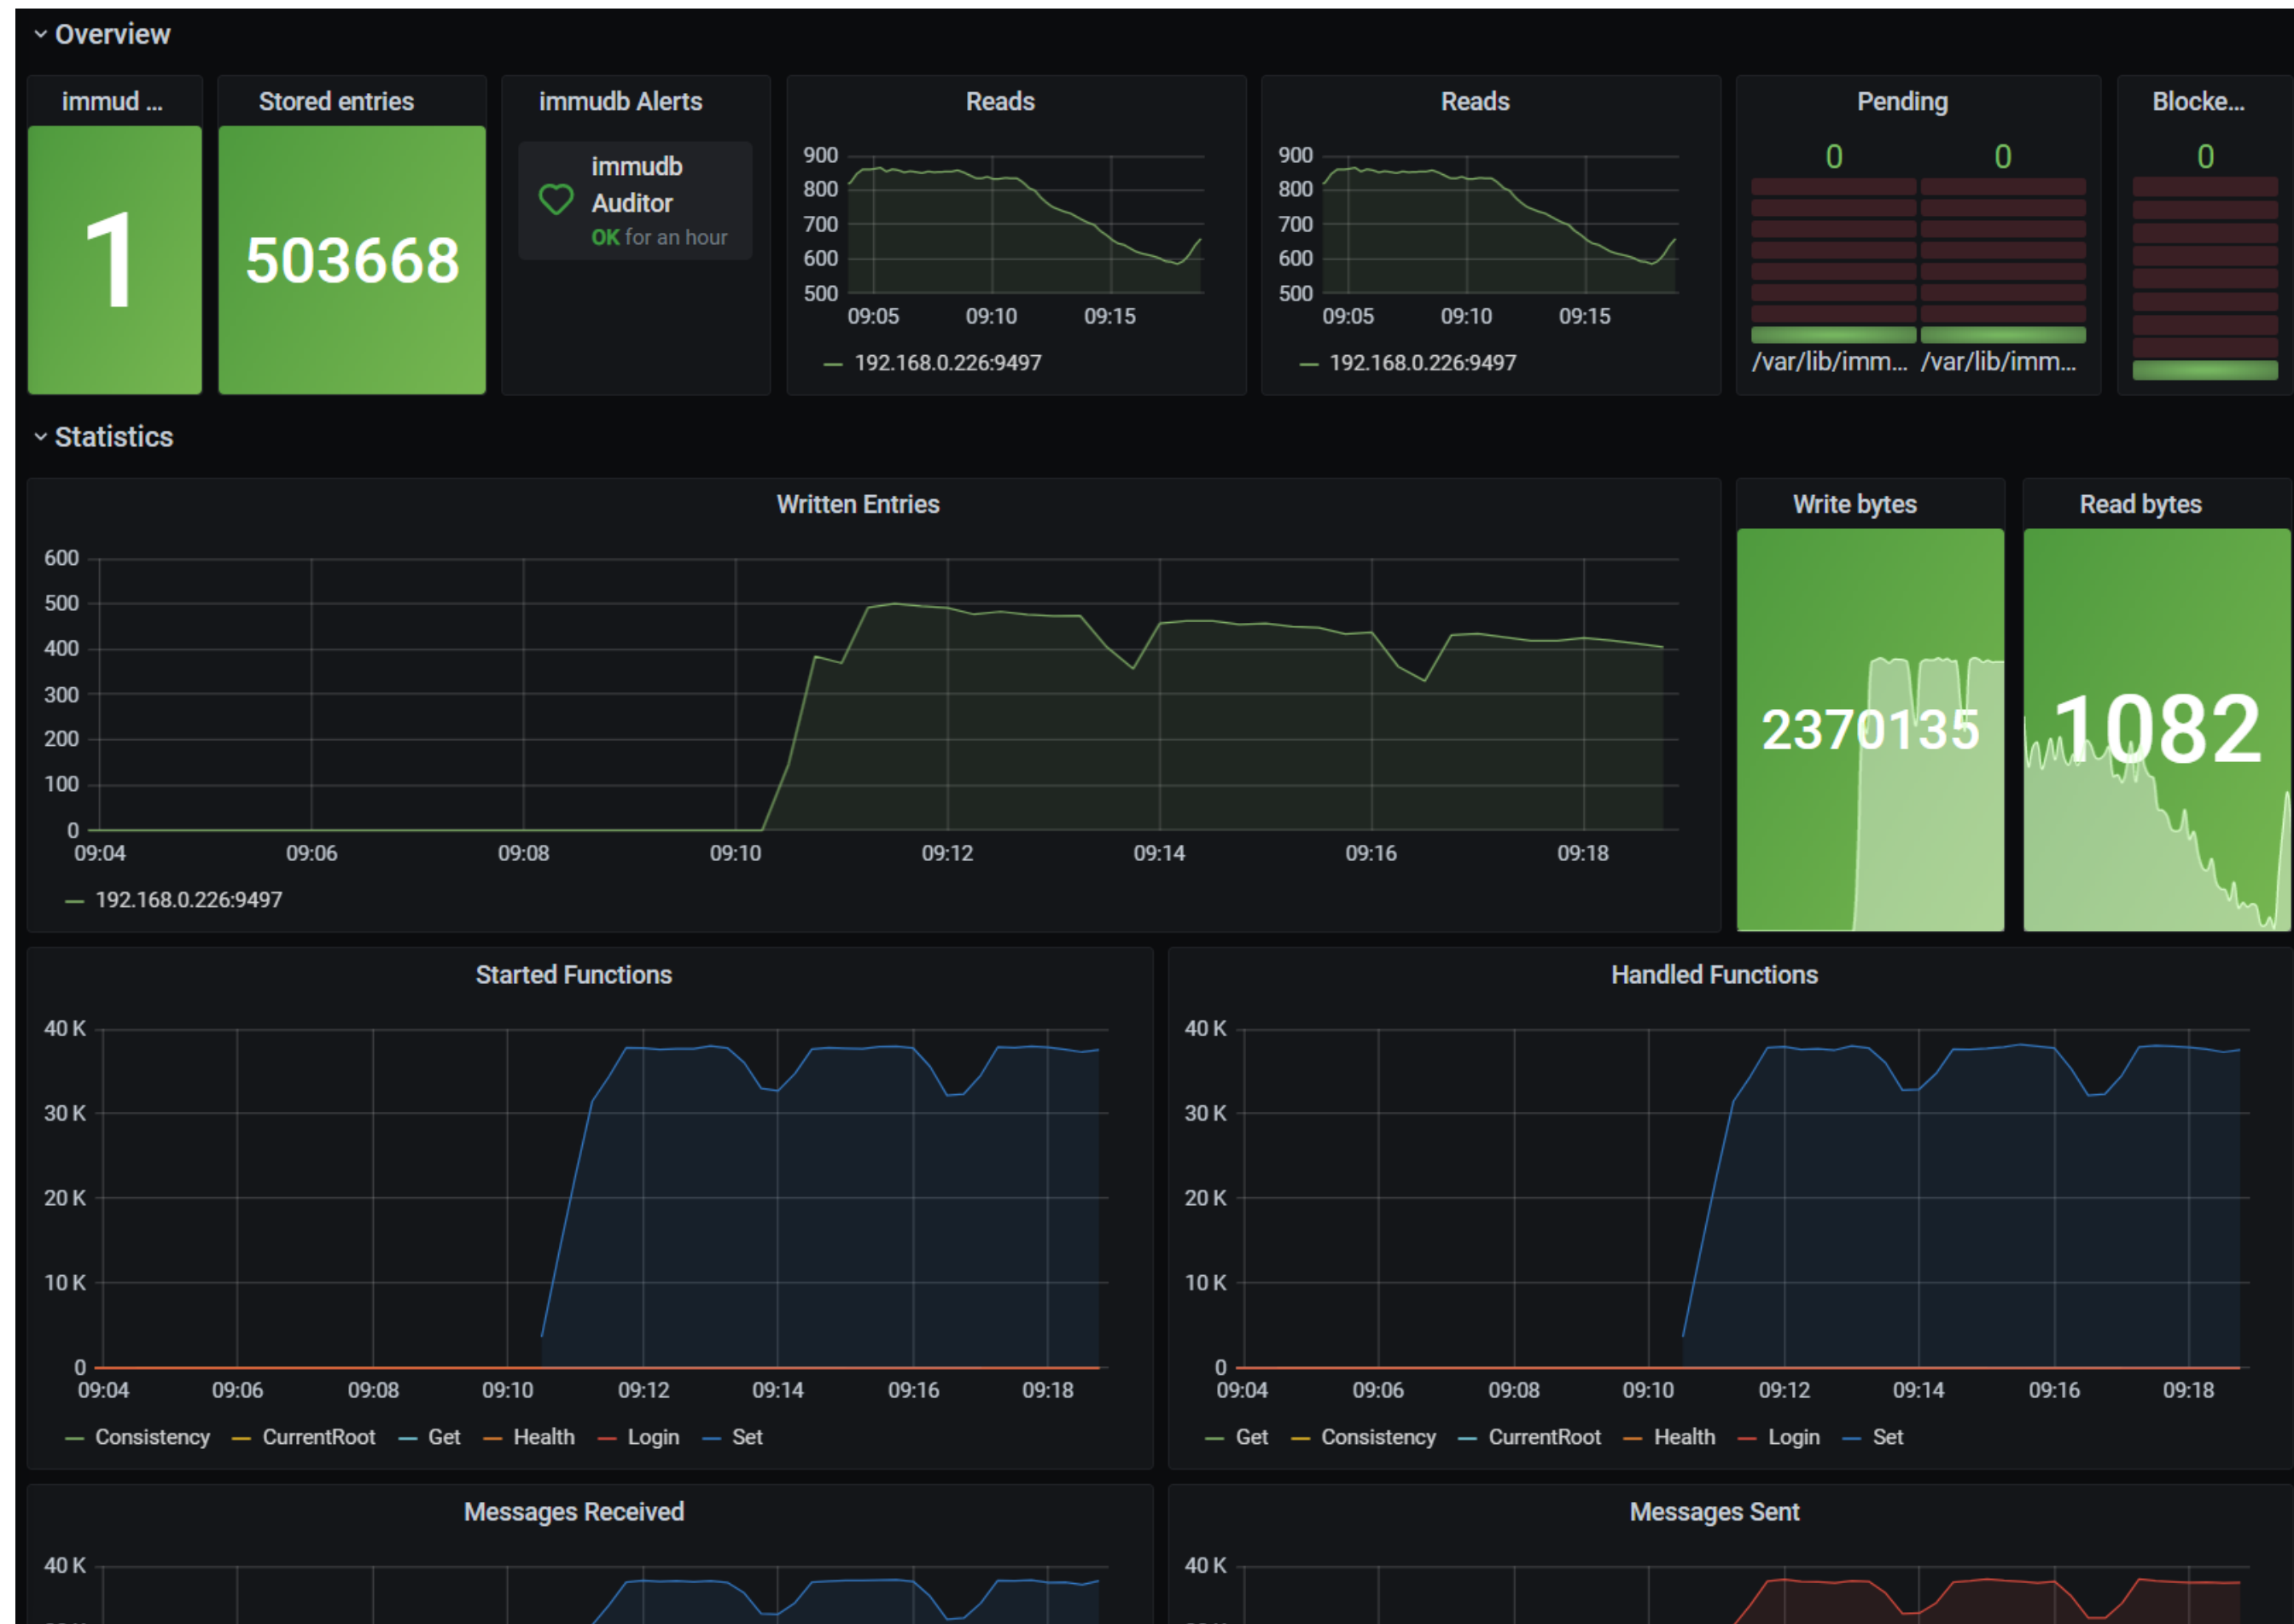 Overview
immud ...
1
Stored entries
503668
immudb Alerts
immudb
Auditor
OK for an hour
Reads
900
800
700
600
500
09:05 09:10 09:15
192.168.0.226:9497
Reads
900
800
700
600
500
09:05 09:10 09:15
192.168.0.226:9497
Pending
0 0
/var/lib/imm... /var/lib/imm...
Blocke...
0
Statistics
Written Entries
600
500
400
300
200
100
0
09:04 09:06 09:08 09:10 09:12 09:14 09:16 09:18
192.168.0.226:9497
Write bytes
2370135
Read bytes
1082
Started Functions
40 K
30 K
20 K
10 K
0
09:04 09:06 09:08 09:10 09:12 09:14 09:16 09:18
Consistency CurrentRoot Get Health Login Set
Handled Functions
40 K
30 K
20 K
10 K
0
09:04 09:06 09:08 09:10 09:12 09:14 09:16 09:18
Get Consistency CurrentRoot Health Login Set
Messages Received
40 K
Messages Sent
40 K